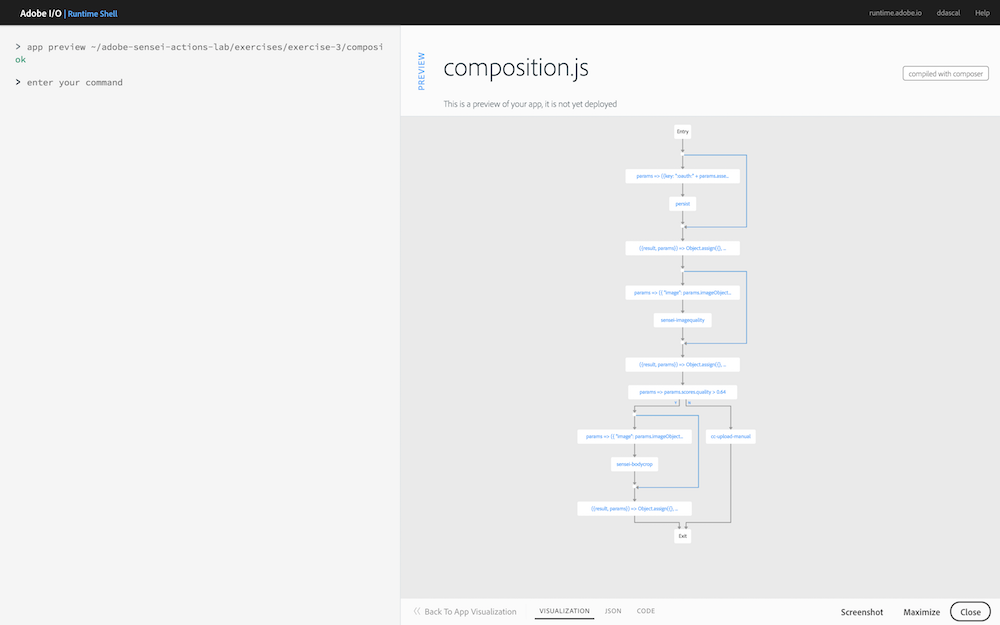 Adobe I/O | Runtime Shell
runtime.adobe.io ddascal Help
> app preview ~/adobe-sensei-actions-lab/exercises/exercise-3/composi
ok
> enter your command
PREVIEW
composition.js
compiled with composer
This is a preview of your app, it is not yet deployed
Entry
params => ({key: "oauth:" + params.asse...
persist
({result, params}) => Object.assign({}, ...
params => ({ "image": params.imageObject...
sensei-imagequality
({result, params}) => Object.assign({}, ...
params => params.scores.quality > 0.64
params => ({ "image": params.imageObject...
cc-upload-manual
sensei-bodycrop
({result, params}) => Object.assign({}, ...
Exit
Back To App Visualization
VISUALIZATION JSON CODE
Screenshot Maximize Close